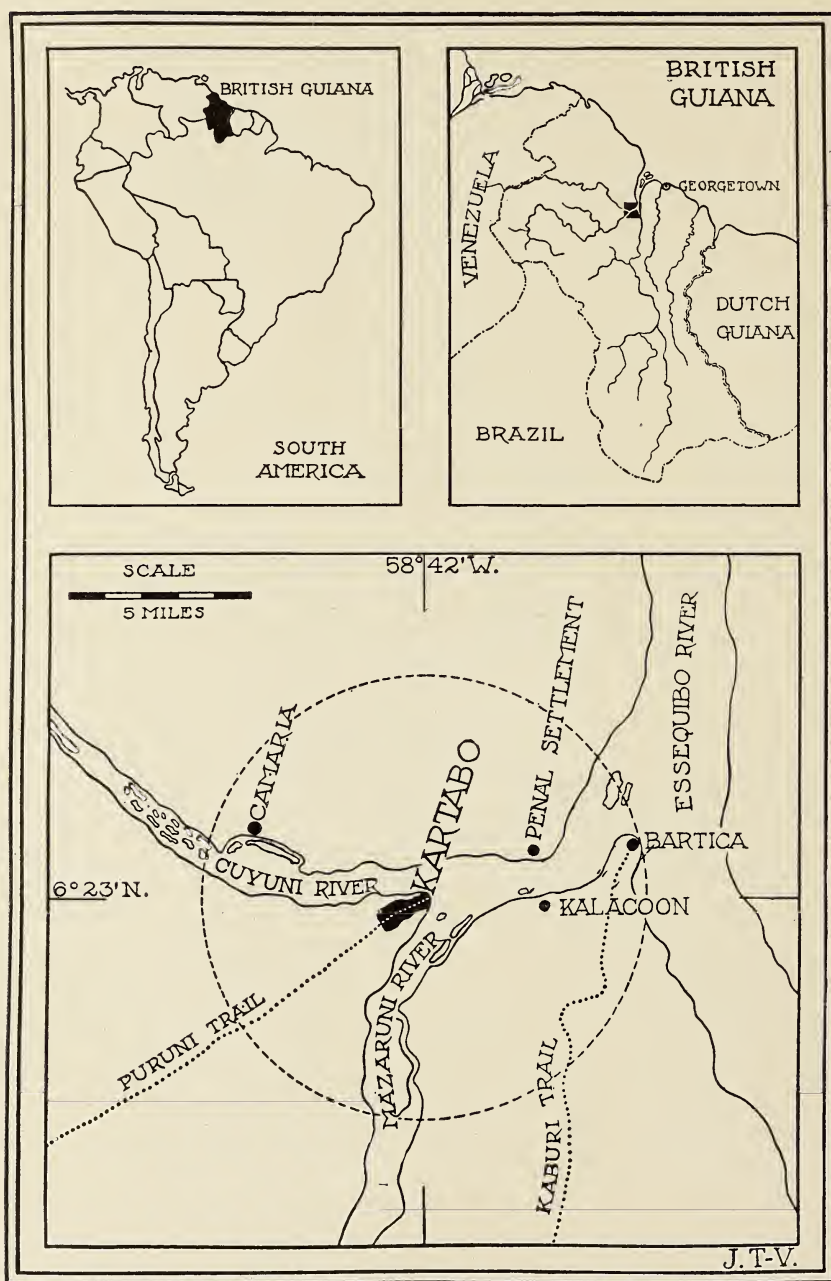 BRITISH GUIANA
SOUTH
AMERICA
BRITISH
GUIANA
GEORGETOWN
VENEZUELA
DUTCH
GUIANA
BRAZIL
SCALE
5 MILES
58°42'W.
ESSEQUIBO RIVER
PENAL SETTLEMENT
CAMARIA
KARTABO
BARTICA
CUYUNI RIVER
6°23'N.
KALACOON
MAZARUNI RIVER
PURUNI TRAIL
KABURI TRAIL
J.T-V.